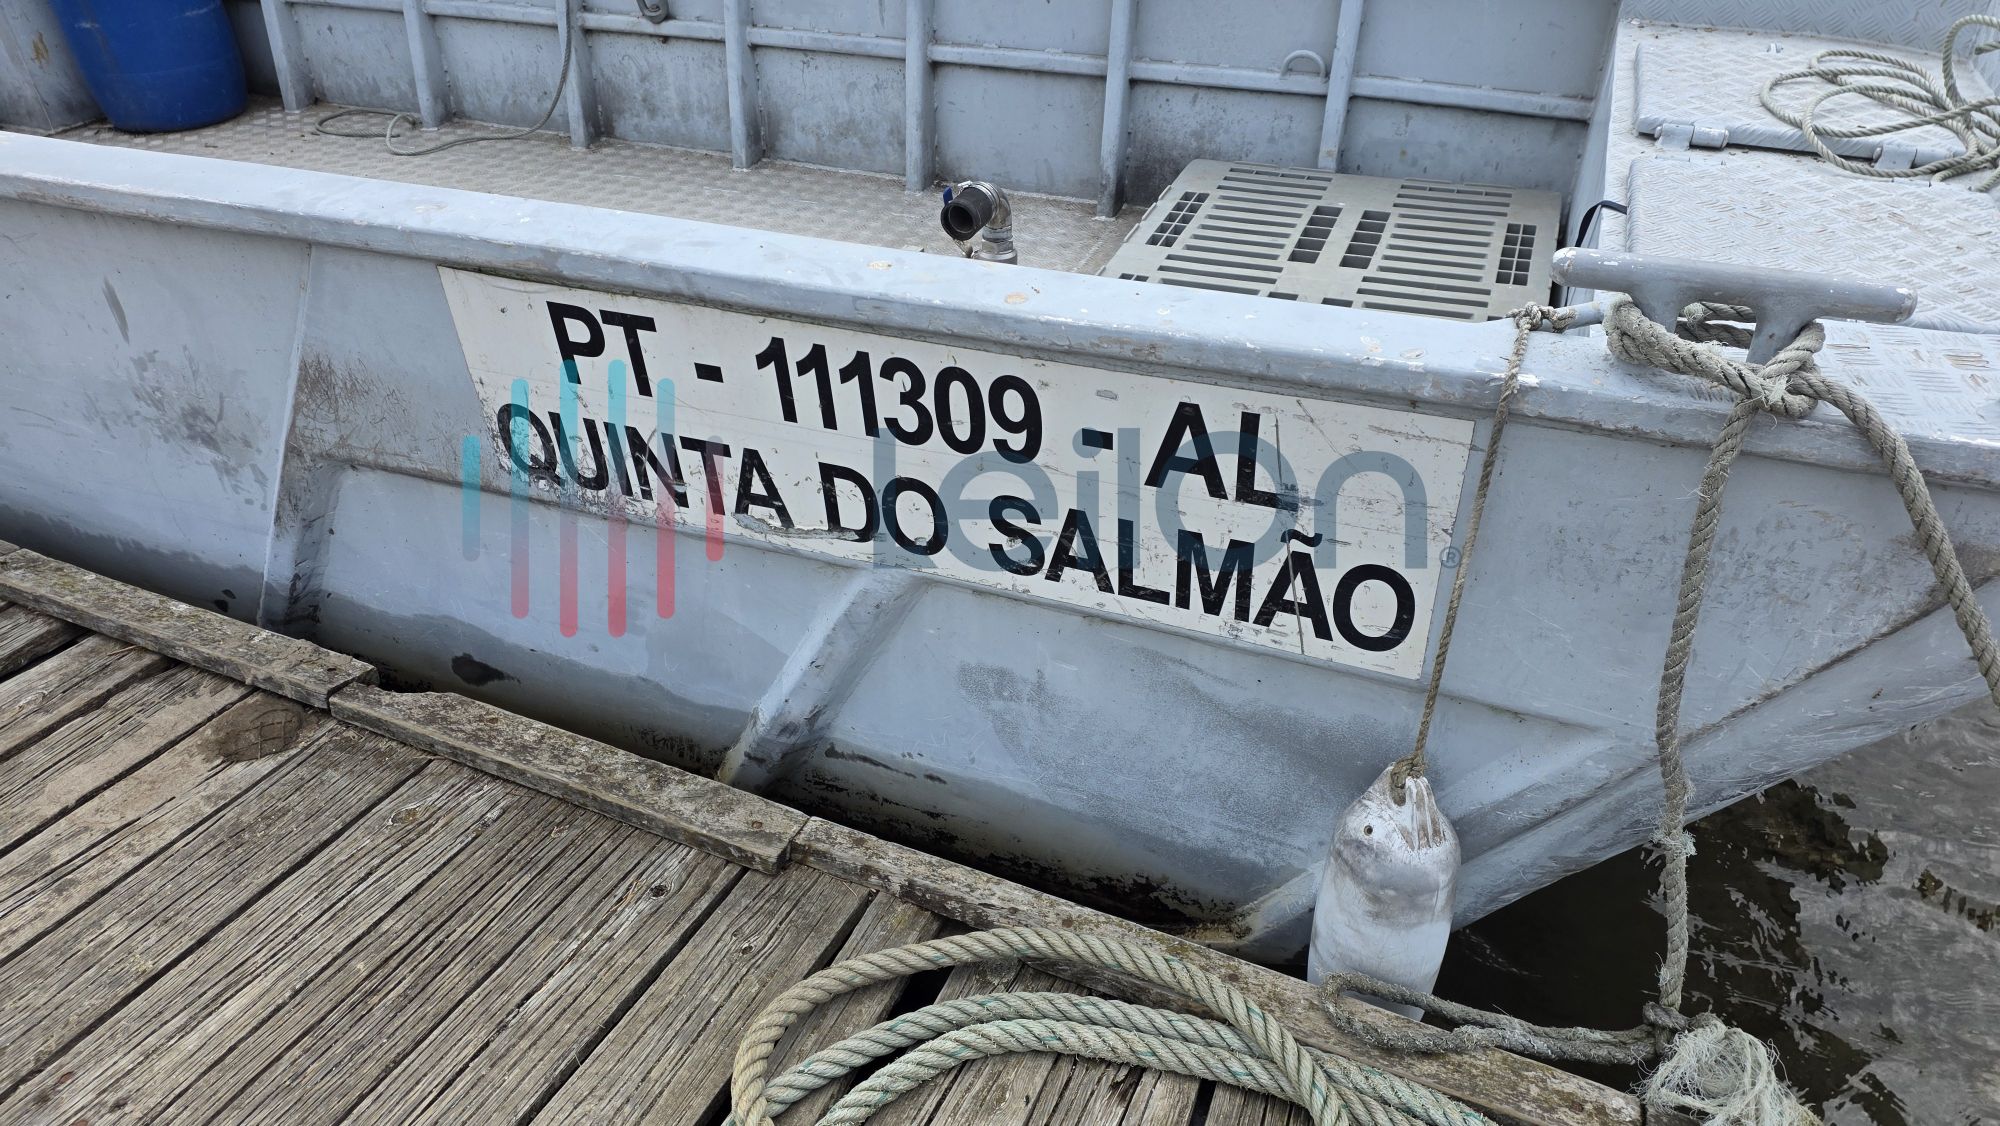 PT - 111309 - AL
QUINTA DO SALMÃO
leilon®